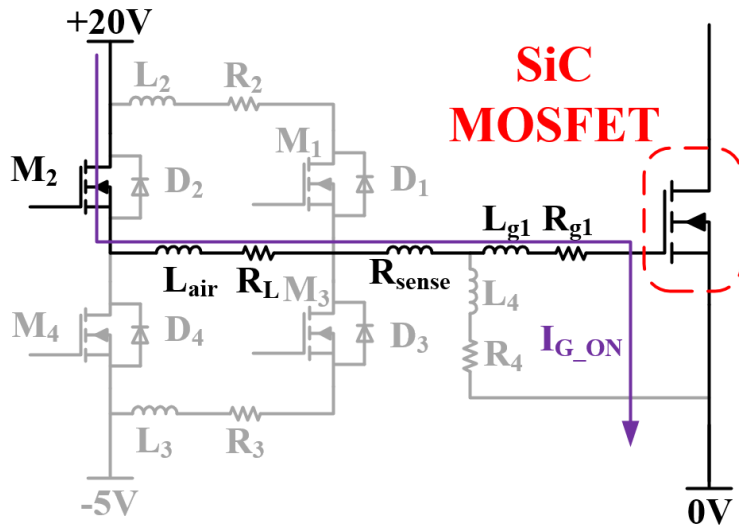 +20V
L2
R2
SiC
MOSFET
M2
D2
M1
D1
Lair
RL
Rsense
Lg1
Rg1
M4
D4
M3
D3
L4
R4
IG_ON
L3
R3
-5V
0V